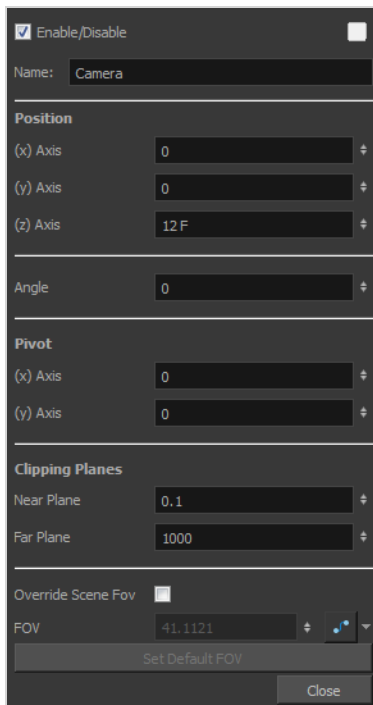 Enable/Disable
Name: Camera
Position
(x) Axis 0
(y) Axis 0
(z) Axis 12 F
Angle 0
Pivot
(x) Axis 0
(y) Axis 0
Clipping Planes
Near Plane 0.1
Far Plane 1000
Override Scene Fov
FOV 41.1121
Set Default FOV
Close